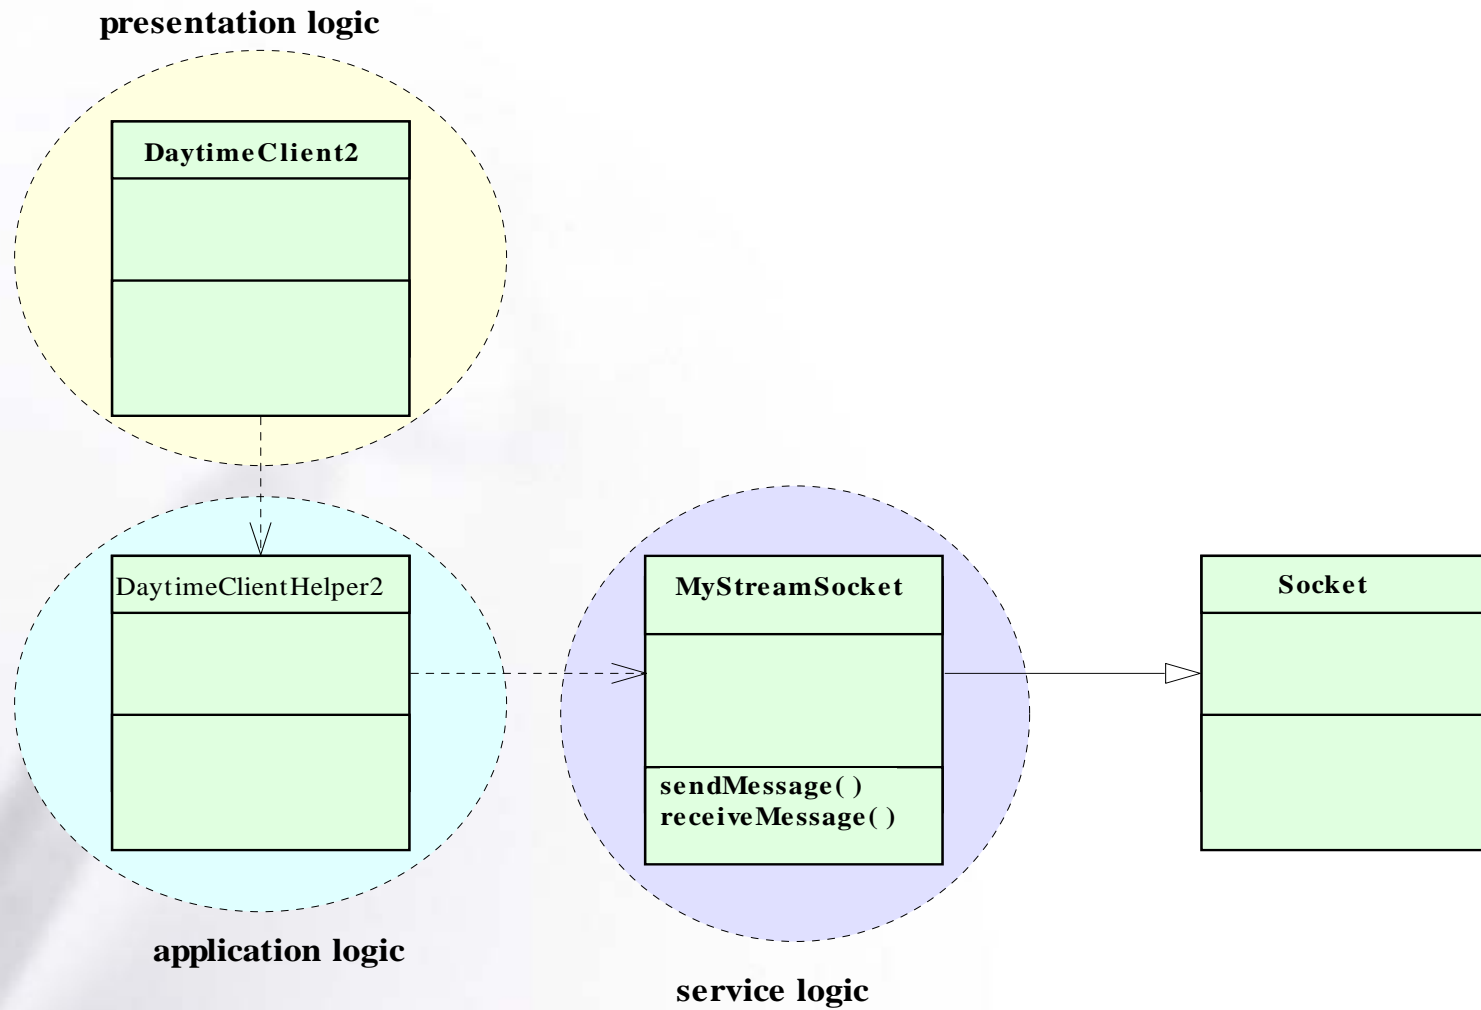 presentation logic
DaytimeClient2
DaytimeClientHelper2
MyStreamSocket
Socket
sendMessage( )
receiveMessage( )
application logic
service logic